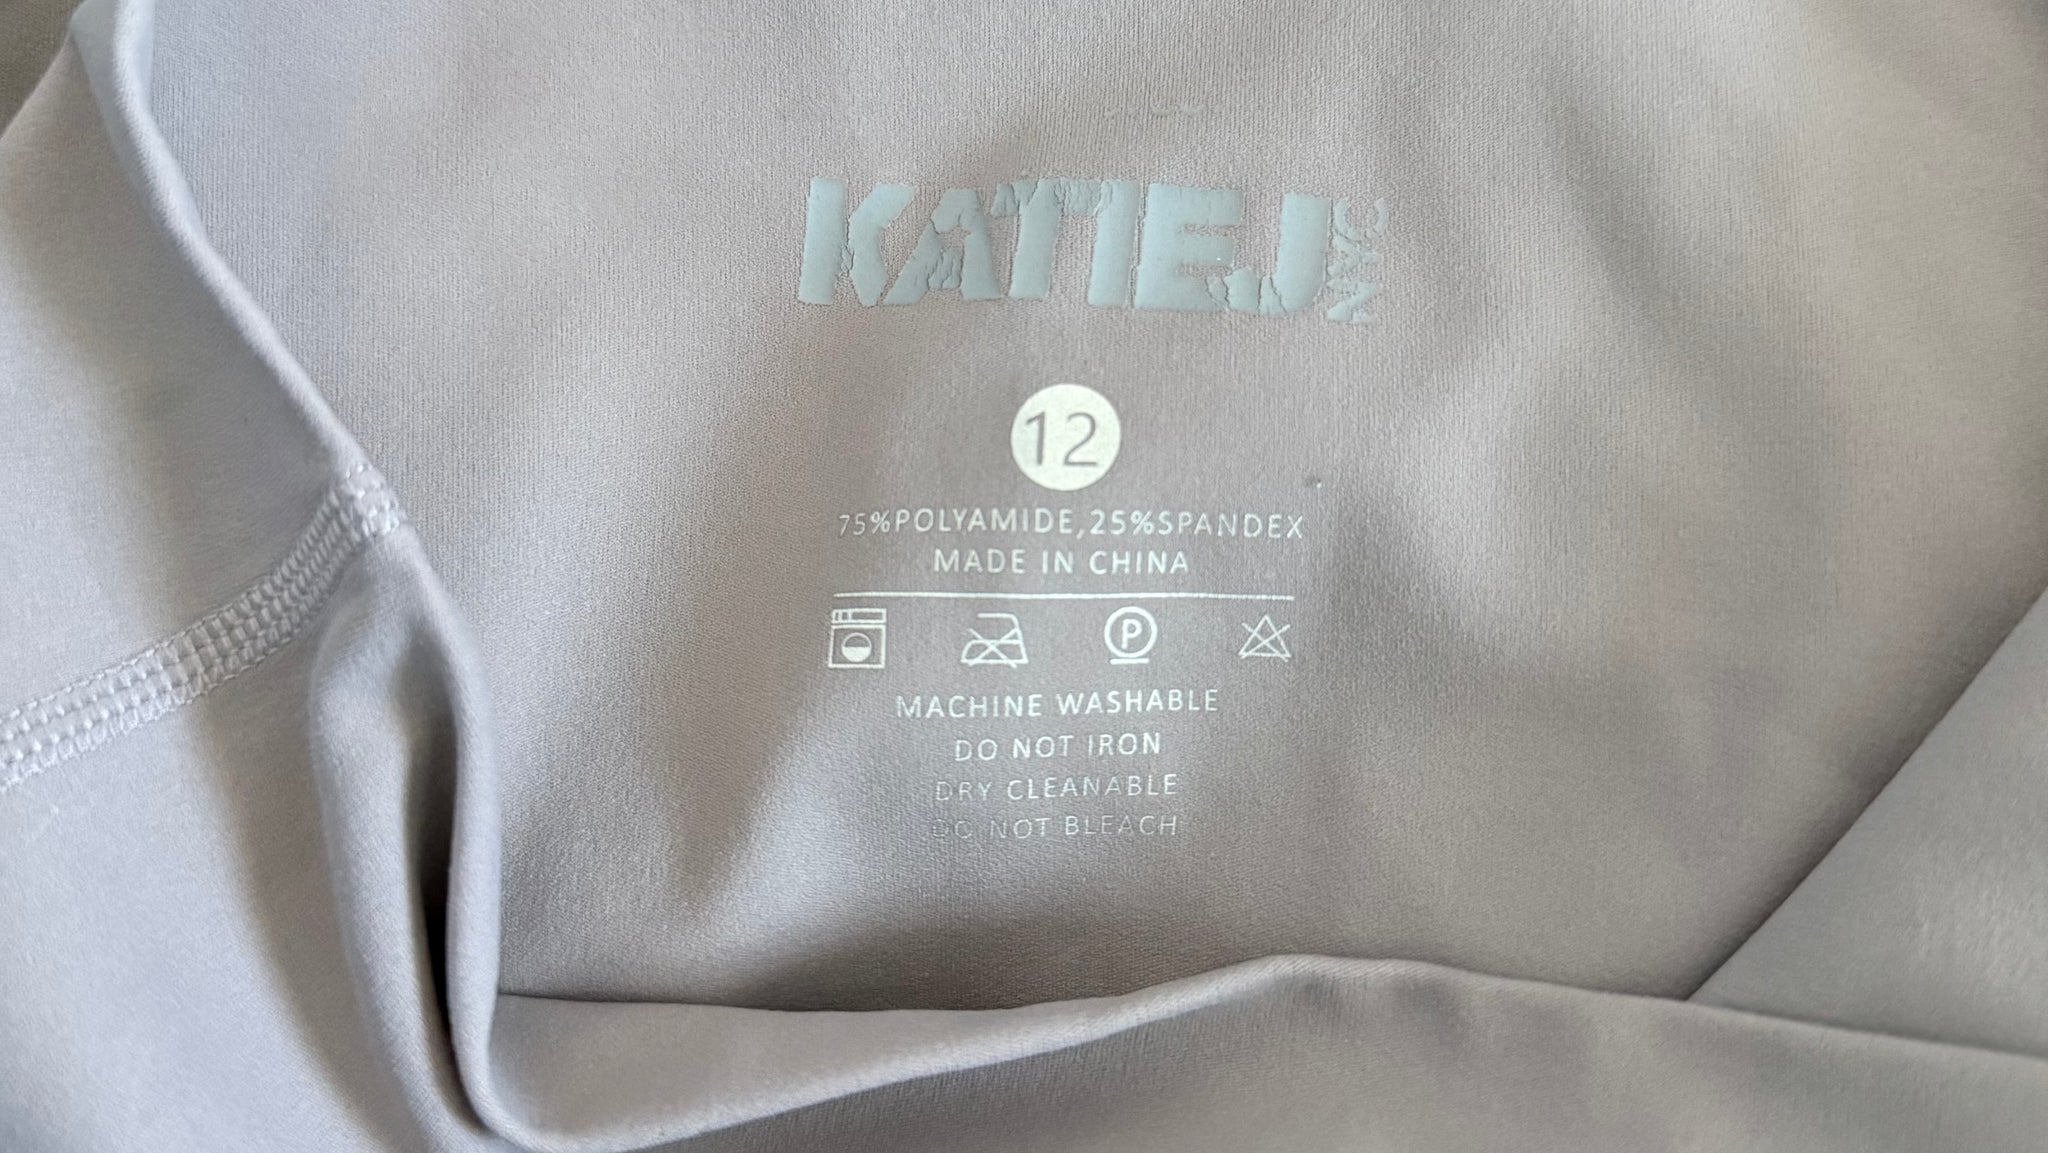 KATIEJ NYC
12
75%POLYAMIDE,25%SPANDEX
MADE IN CHINA
P
MACHINE WASHABLE
DO NOT IRON
DRY CLEANABLE
DO NOT BLEACH